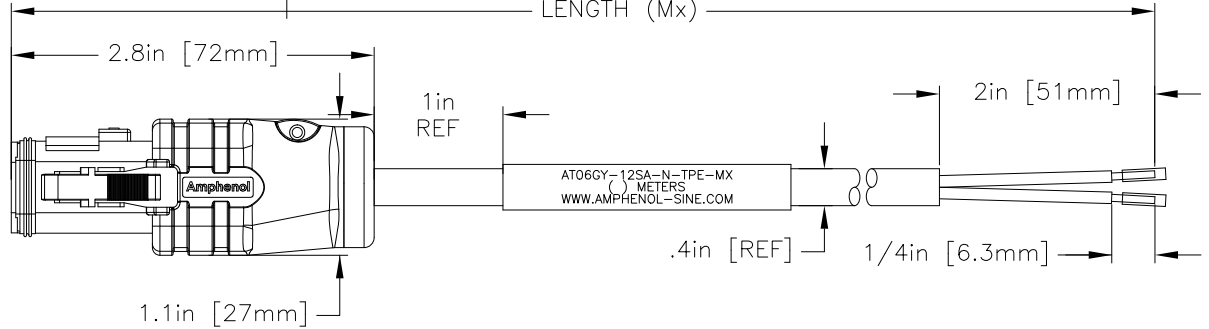 LENGTH (Mx)
2.8in [72mm]
1in
REF
2in [51mm]
Amphenol
AT06GY-12SA-N-TPE-MX
( ) METERS
WWW.AMPHENOL-SINE.COM
.4in [REF]
1/4in [6.3mm]
1.1in [27mm]